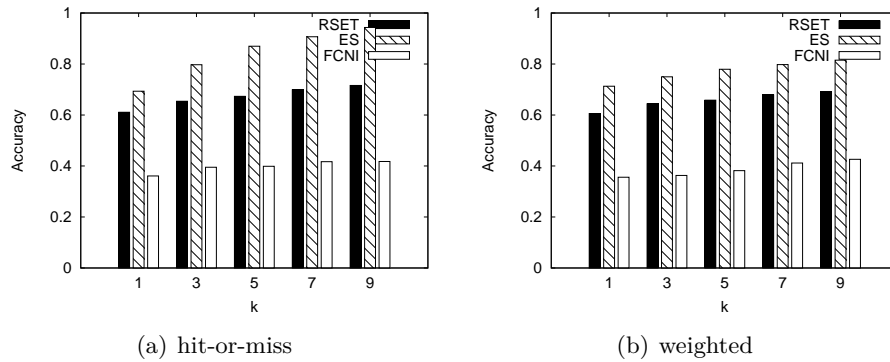 1
0.8
0.6
0.4
0.2
0
Accuracy
RSET
ES
FCNI
1 3 5 7 9
k
(a) hit-or-miss
1
0.8
0.6
0.4
0.2
0
Accuracy
RSET
ES
FCNI
1 3 5 7 9
k
(b) weighted